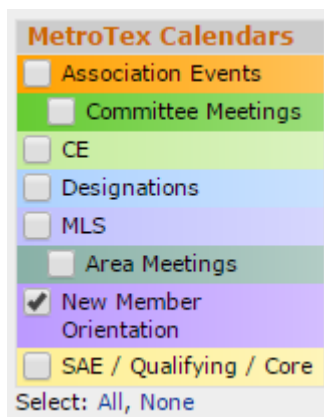 MetroTex Calendars
Association Events
Committee Meetings
CE
Designations
MLS
Area Meetings
New Member
Orientation
SAE / Qualifying / Core
Select: All, None